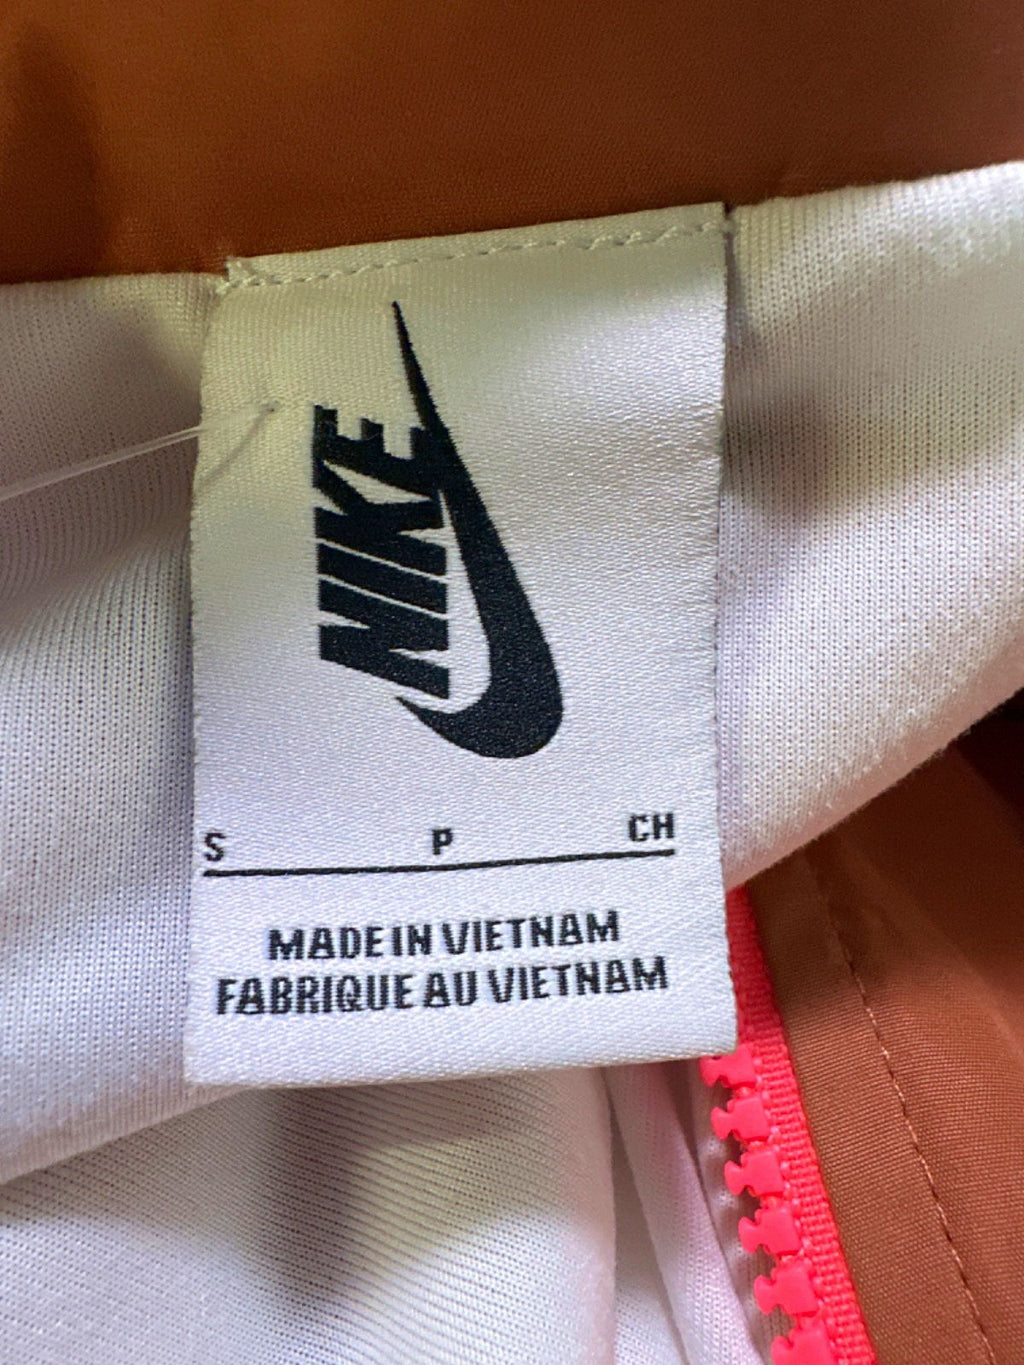 NIKE
S P CH
MADE IN VIETNAM
FABRIQUE AU VIETNAM